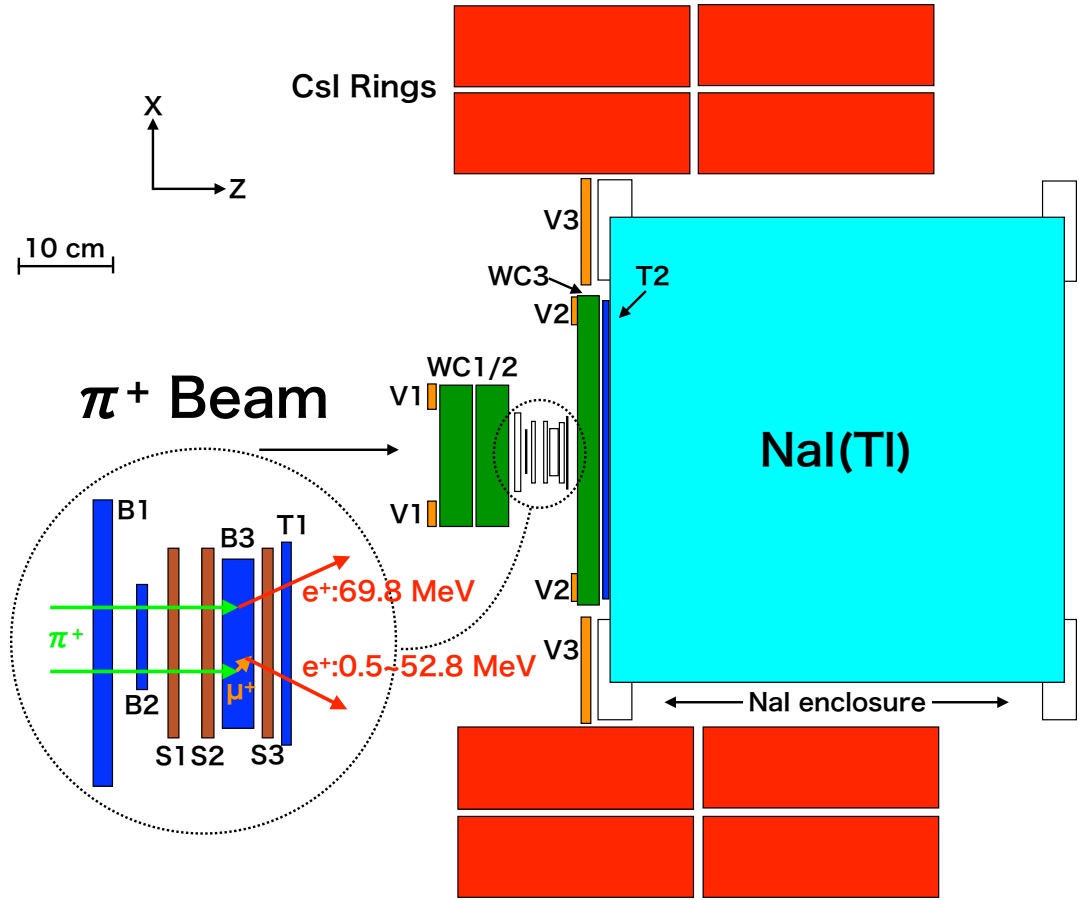 CsI Rings
X
Z
10 cm
V3
WC3
T2
V2
WC1/2
π+ Beam
V1
NaI(Tl)
V1
B1
T1
B3
e+:69.8 MeV
V2
π+
V3
e+:0.5~52.8 MeV
μ+
B2
NaI enclosure
S1
S2
S3